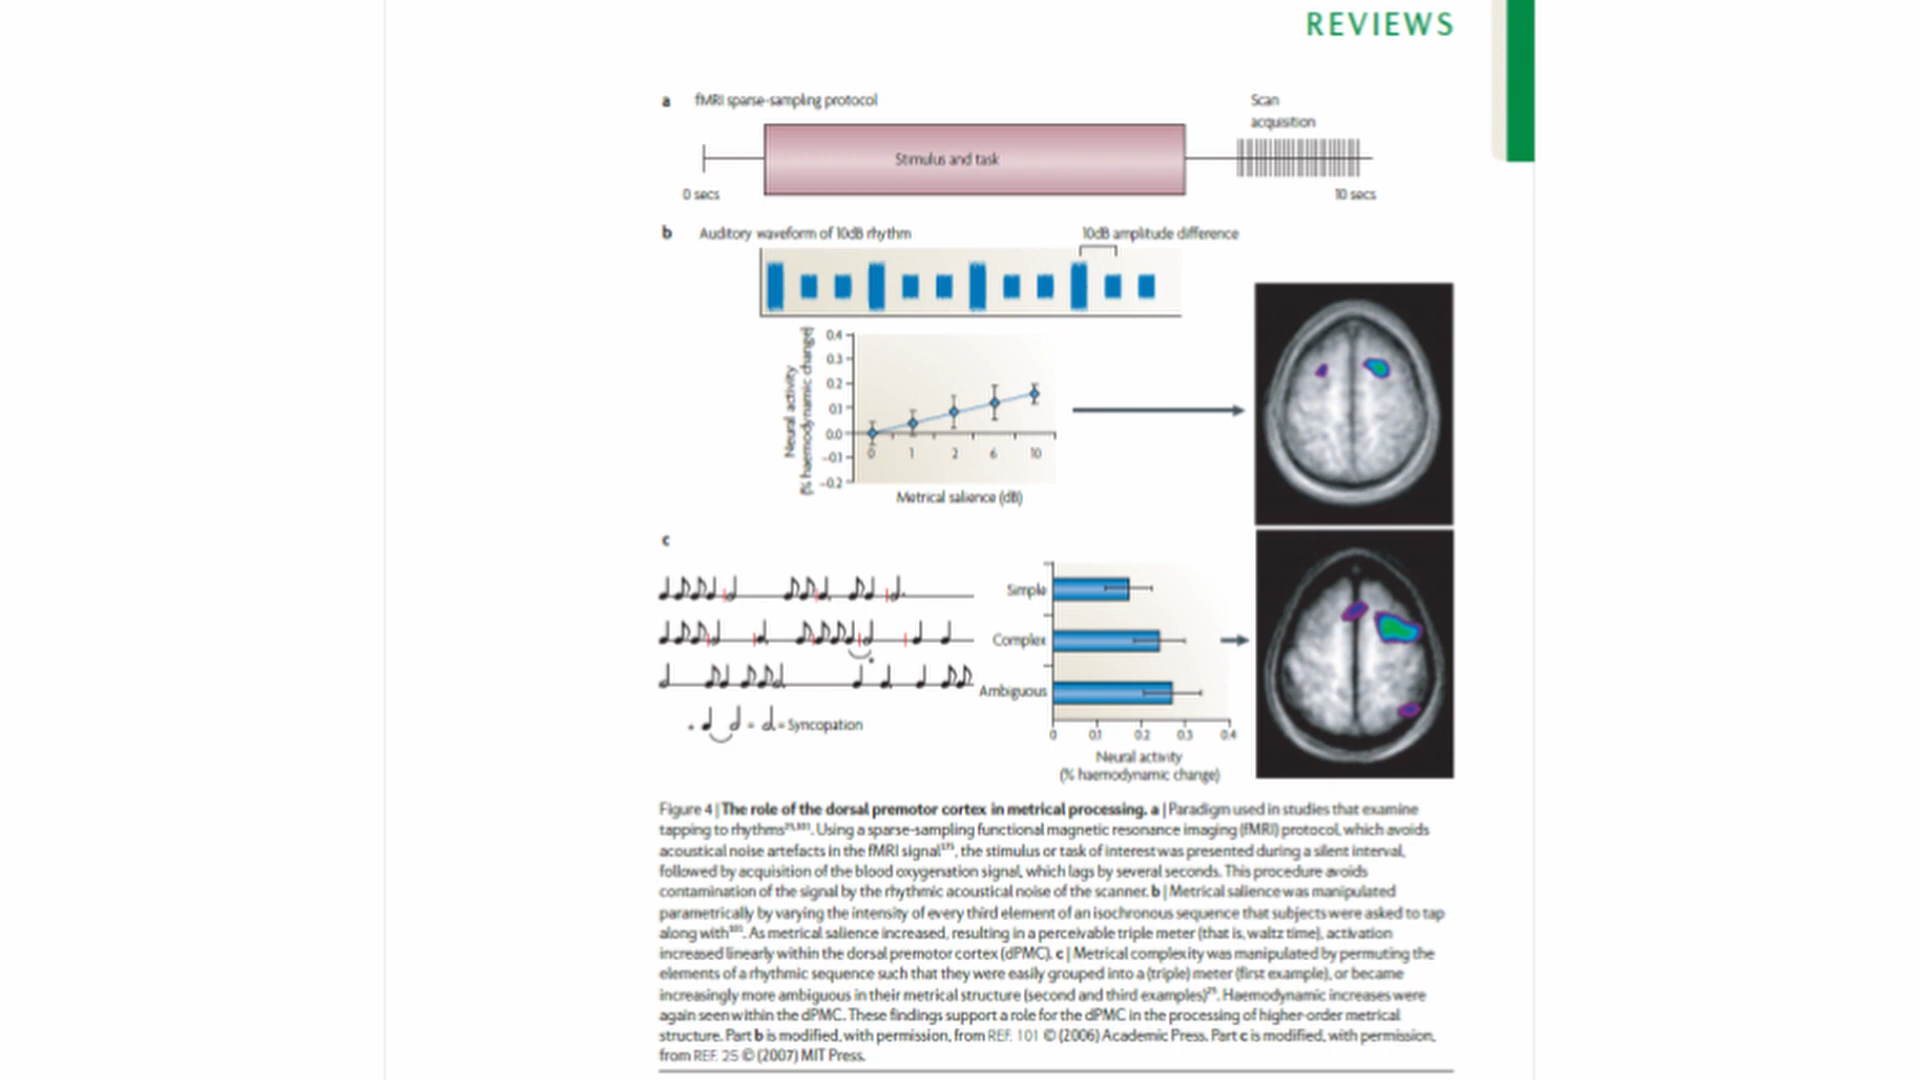 REVIEWS
a fMRI sparse-sampling protocol
Scan
acquisition
Stimulus and task
0 secs
10 secs
b Auditory waveform of 10dB rhythm
10dB amplitude difference
Neural activity
(% haemodynamic change)
0.4
0.3
0.2
0.1
0.0
–0.1
–0.2
0 1 2 6 10
Metrical salience (dB)
c
Simple
Complex
Ambiguous
* = = Syncopation
0 0.1 0.2 0.3 0.4
Neural activity
(% haemodynamic change)
Figure 4 | The role of the dorsal premotor cortex in metrical processing. a | Paradigm used in studies that examine
tapping to rhythms25,101. Using a sparse-sampling functional magnetic resonance imaging (fMRI) protocol, which avoids
acoustical noise artefacts in the fMRI signal, the stimulus or task of interest was presented during a silent interval,
followed by acquisition of the blood oxygenation signal, which lags by several seconds. This procedure avoids
contamination of the signal by the rhythmic acoustical noise of the scanner. b | Metrical salience was manipulated
parametrically by varying the intensity of every third element of an isochronous sequence that subjects were asked to tap
along with101. As metrical salience increased, resulting in a perceivable triple meter (that is, waltz time), activation
increased linearly within the dorsal premotor cortex (dPMC). c | Metrical complexity was manipulated by permuting the
elements of a rhythmic sequence such that they were easily grouped into a (triple) meter (first example), or became
increasingly more ambiguous in their metrical structure (second and third examples)25. Haemodynamic increases were
again seen within the dPMC. These findings support a role for the dPMC in the processing of higher-order metrical
structure. Part b is modified, with permission, from REF. 101 © (2006) Academic Press. Part c is modified, with permission,
from REF. 25 © (2007) MIT Press.